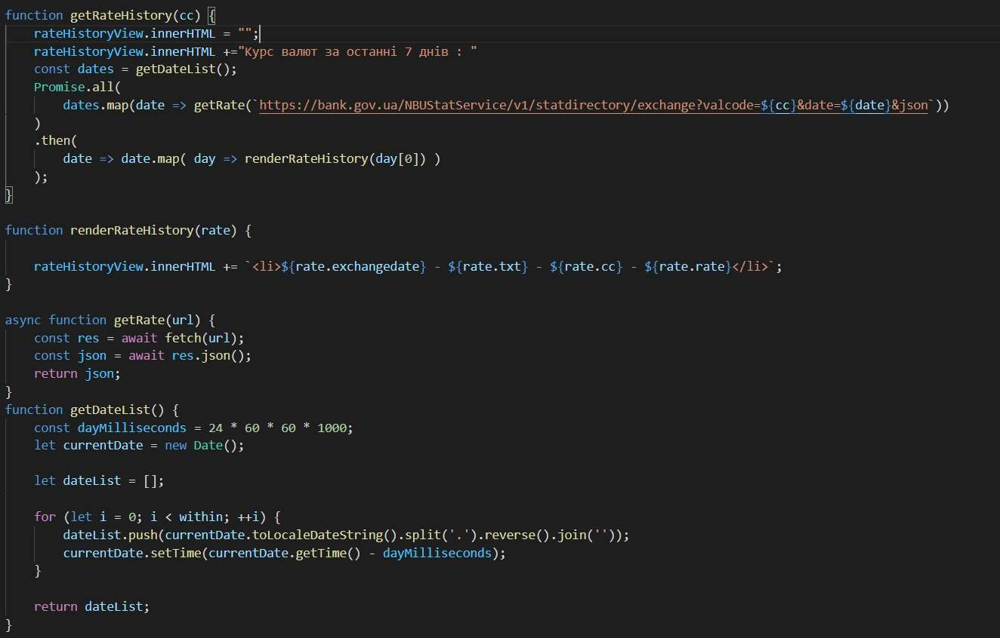 function getRateHistory(cc) {
    rateHistoryView.innerHTML = "";
    rateHistoryView.innerHTML +="Курс валют за останні 7 днів : "
    const dates = getDateList();
    Promise.all(
        dates.map(date => getRate(`https://bank.gov.ua/NBUStatService/v1/statdirectory/exchange?valcode=${cc}&date=${date}&json`))
    )
    .then(
        date => date.map( day => renderRateHistory(day[0]) )
    );
}
function renderRateHistory(rate) {
    rateHistoryView.innerHTML += `<li>${rate.exchangedate} - ${rate.txt} - ${rate.cc} - ${rate.rate}</li>`;
}
async function getRate(url) {
    const res = await fetch(url);
    const json = await res.json();
    return json;
}
function getDateList() {
    const dayMilliseconds = 24 * 60 * 60 * 1000;
    let currentDate = new Date();
    let dateList = [];
    for (let i = 0; i < within; ++i) {
        dateList.push(currentDate.toLocaleDateString().split('.').reverse().join(''));
        currentDate.setTime(currentDate.getTime() - dayMilliseconds);
    }
    return dateList;
}